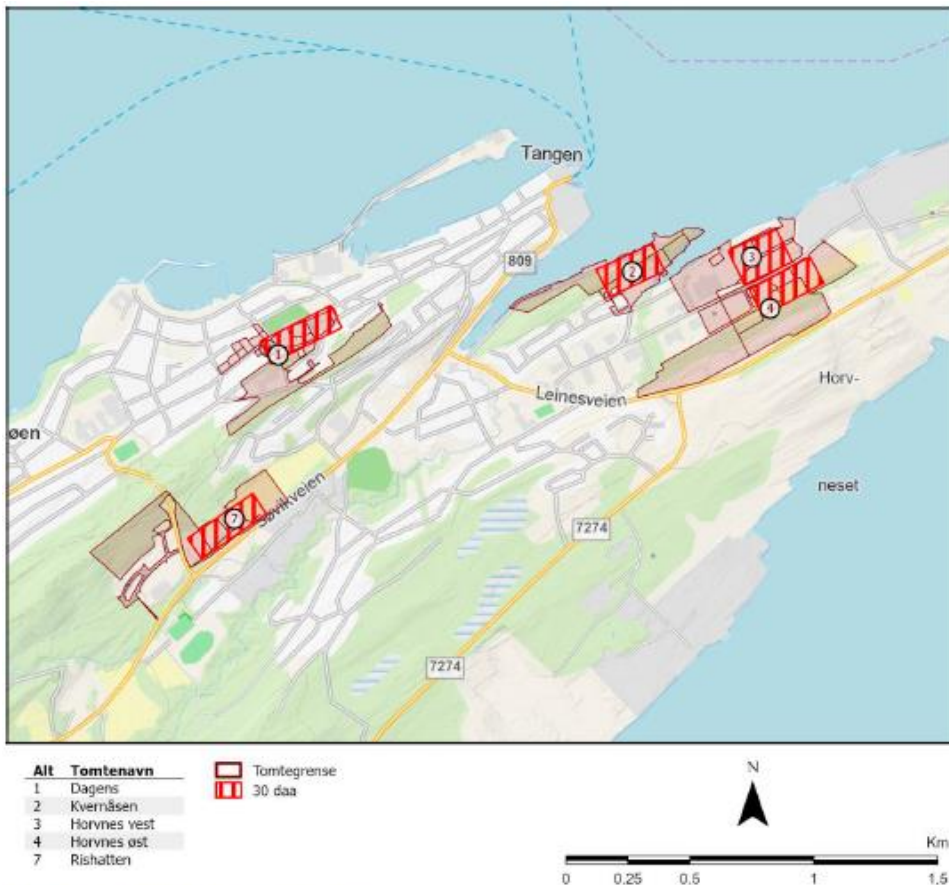 Tangen
809
3
2
4
1
Leinesveien
Horv-
øen
neset
Søvikveien
7
7274
7274
Alt Tomtenavn
1 Dagens
2 Kvernåsen
3 Horvnes vest
4 Horvnes øst
7 Rishatten
Tomtegrense
30 daa
N
Km
0 0.25 0.5 1 1.5